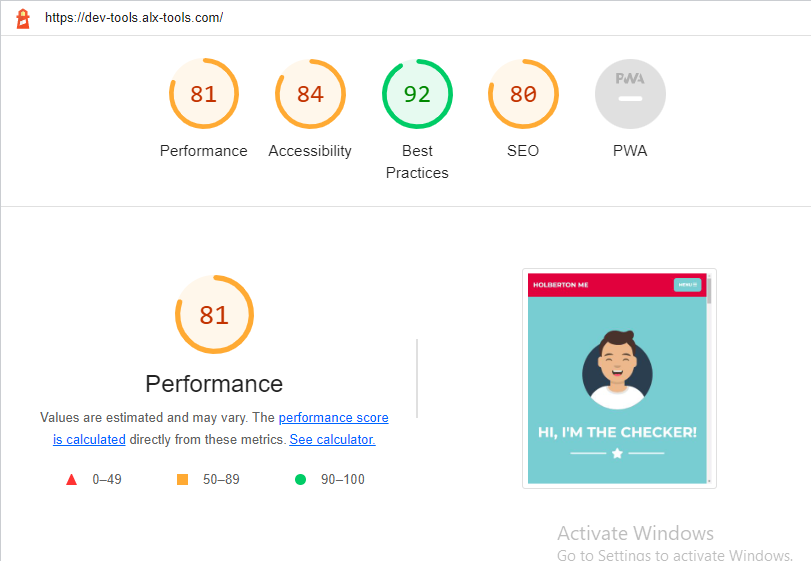 https://dev-tools.alx-tools.com/
81
84
92
80
PWA
Performance
Accessibility
Best
Practices
SEO
PWA
81
Performance
Values are estimated and may vary. The performance score
is calculated directly from these metrics. See calculator.
0–49
50–89
90–100
HOLBERTON ME
MENU
HI, I'M THE CHECKER!
Activate Windows
Go to Settings to activate Windows.